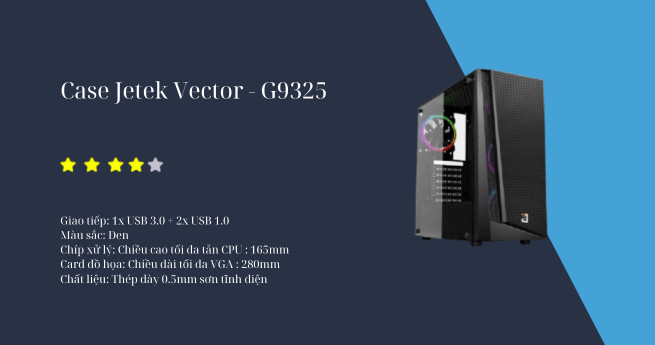 Case Jetek Vector - G9325
Giao tiếp: 1x USB 3.0 + 2x USB 1.0
Màu sắc: Đen
Chíp xử lý: Chiều cao tối đa tản CPU : 165mm
Card đồ họa: Chiều dài tối đa VGA : 280mm
Chất liệu: Thép dày 0.5mm sơn tĩnh điện